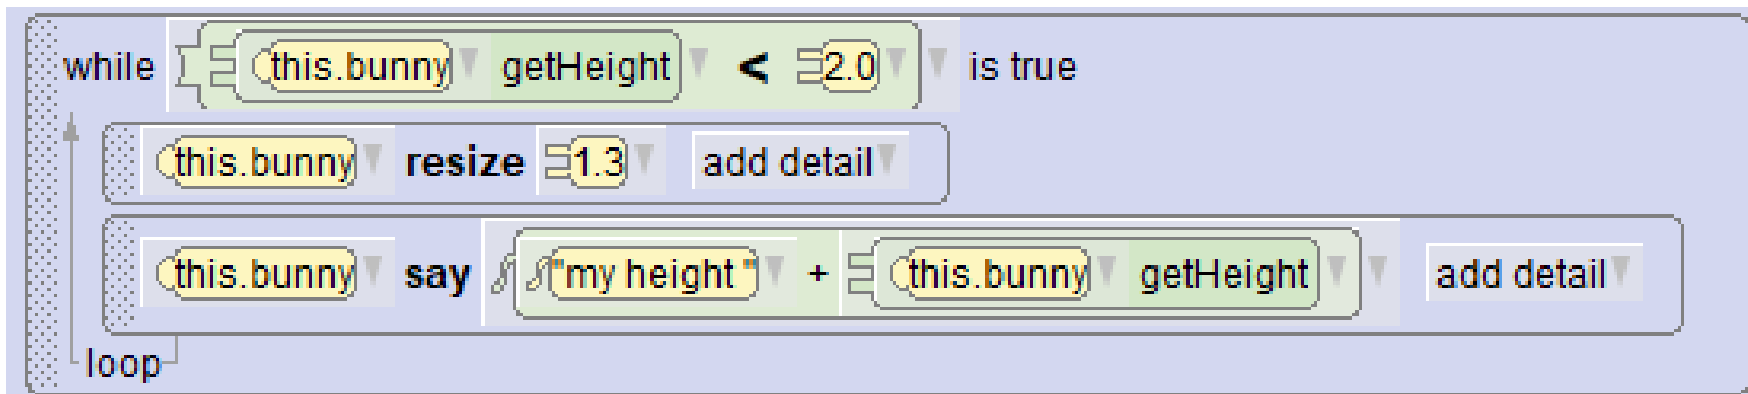 while this.bunny getHeight < 2.0 is true
this.bunny resize 1.3 add detail
this.bunny say "my height " + this.bunny getHeight add detail
loop